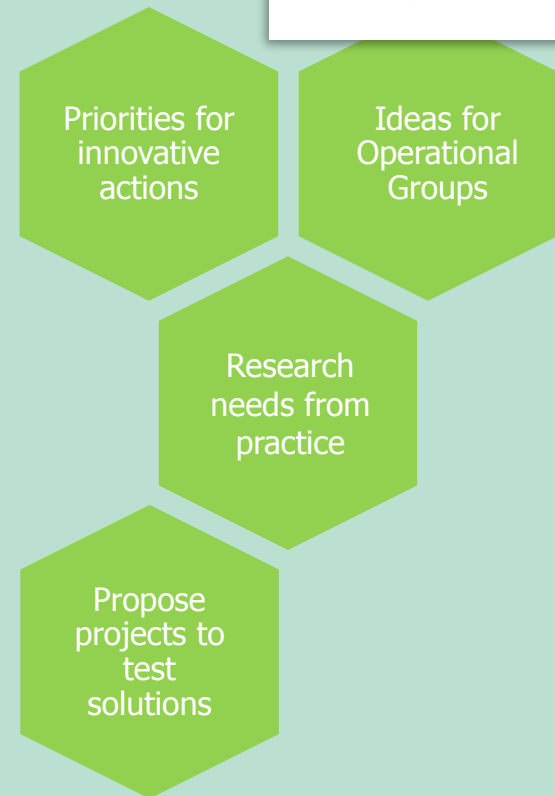 Priorities for
innovative
actions
Ideas for
Operational
Groups
Research
needs from
practice
Propose
projects to
test
solutions